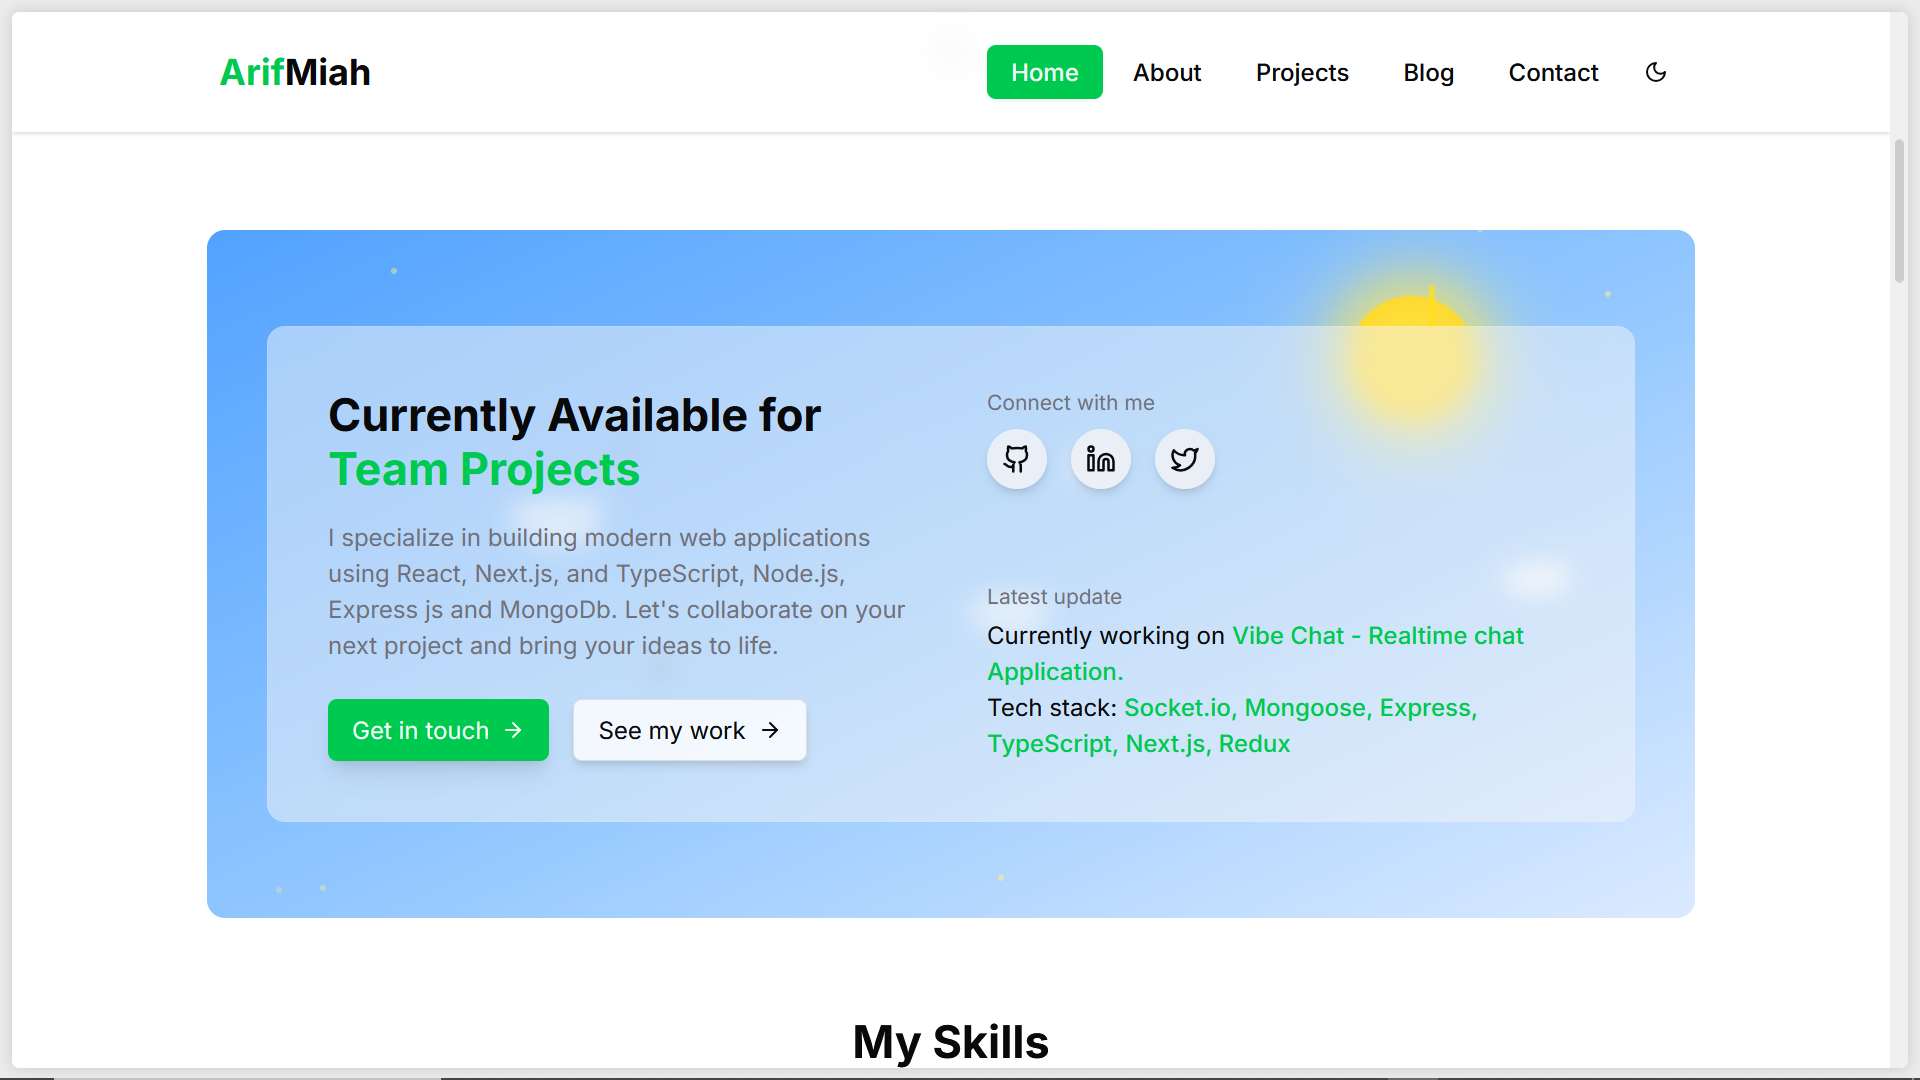 ArifMiah
Home
About
Projects
Blog
Contact
Currently Available for
Team Projects
I specialize in building modern web applications
using React, Next.js, and TypeScript, Node.js,
Express js and MongoDb. Let's collaborate on your
next project and bring your ideas to life.
Get in touch
See my work
Connect with me
Latest update
Currently working on Vibe Chat - Realtime chat
Application.
Tech stack: Socket.io, Mongoose, Express,
TypeScript, Next.js, Redux
My Skills